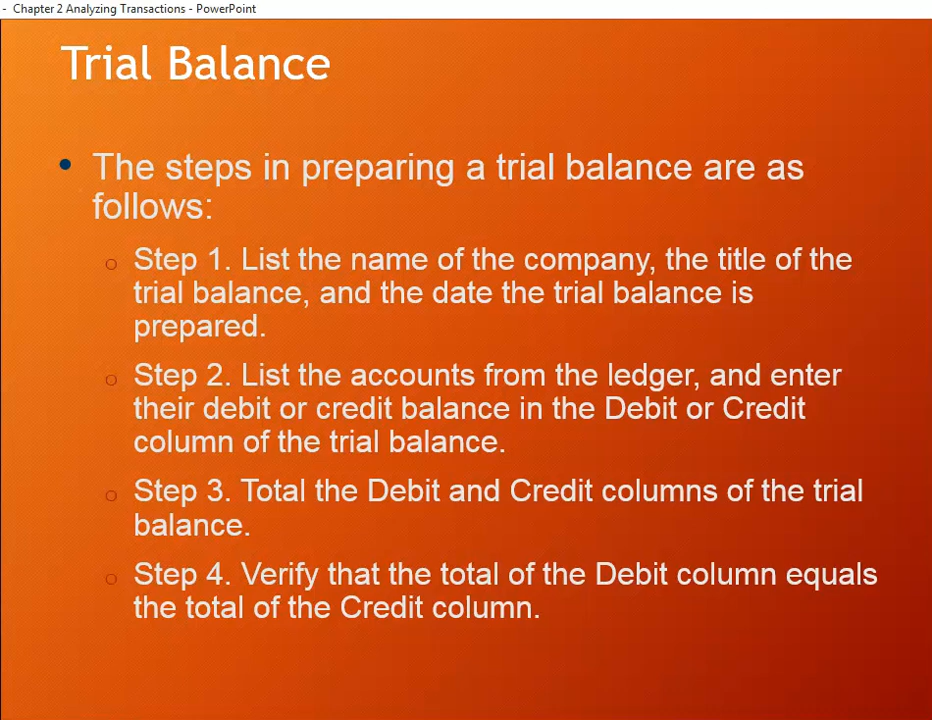 - Chapter 2 Analyzing Transactions - PowerPoint
Trial Balance
• The steps in preparing a trial balance are as
follows:
o Step 1. List the name of the company, the title of the
trial balance, and the date the trial balance is
prepared.
o Step 2. List the accounts from the ledger, and enter
their debit or credit balance in the Debit or Credit
column of the trial balance.
o Step 3. Total the Debit and Credit columns of the trial
balance.
o Step 4. Verify that the total of the Debit column equals
the total of the Credit column.